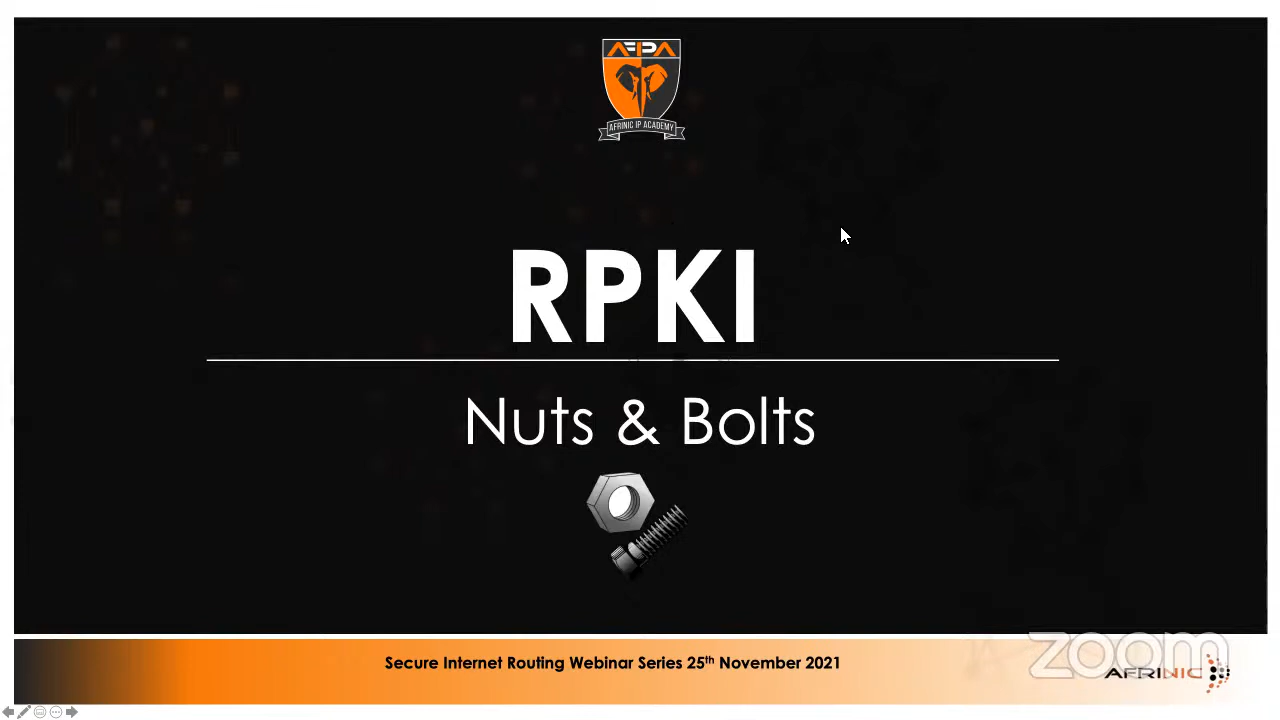 AFPA
AFRINIC IP ACADEMY
RPKI
Nuts & Bolts
Secure Internet Routing Webinar Series 25th November 2021
zoom
AFRINIC